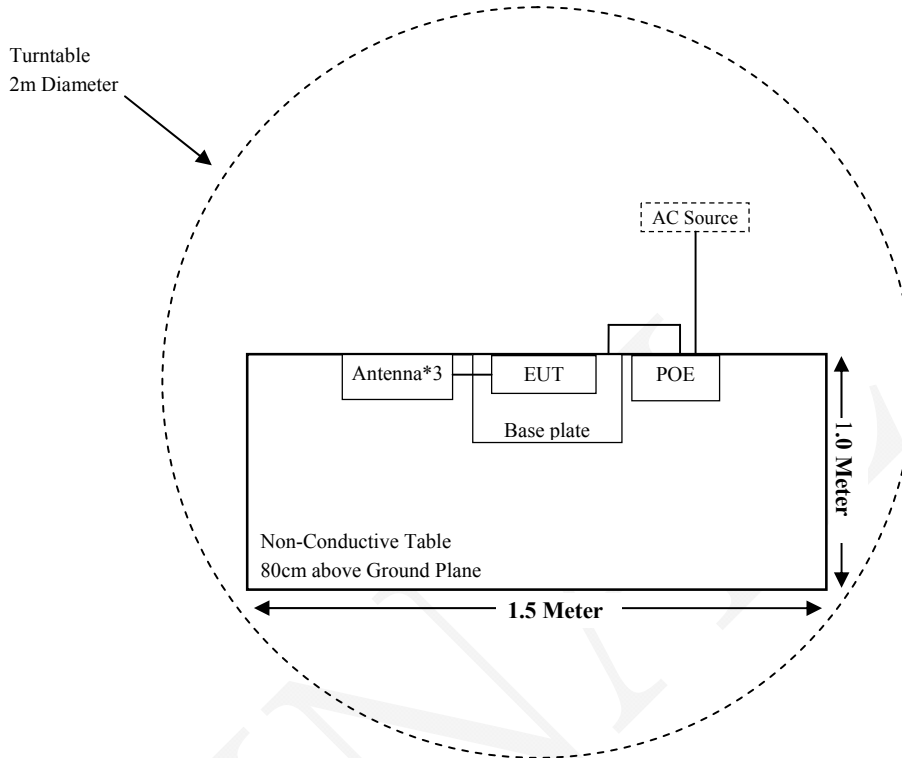 Turntable
2m Diameter
AC Source
Antenna*3
EUT
POE
Base plate
1.0 Meter
Non-Conductive Table
80cm above Ground Plane
1.5 Meter